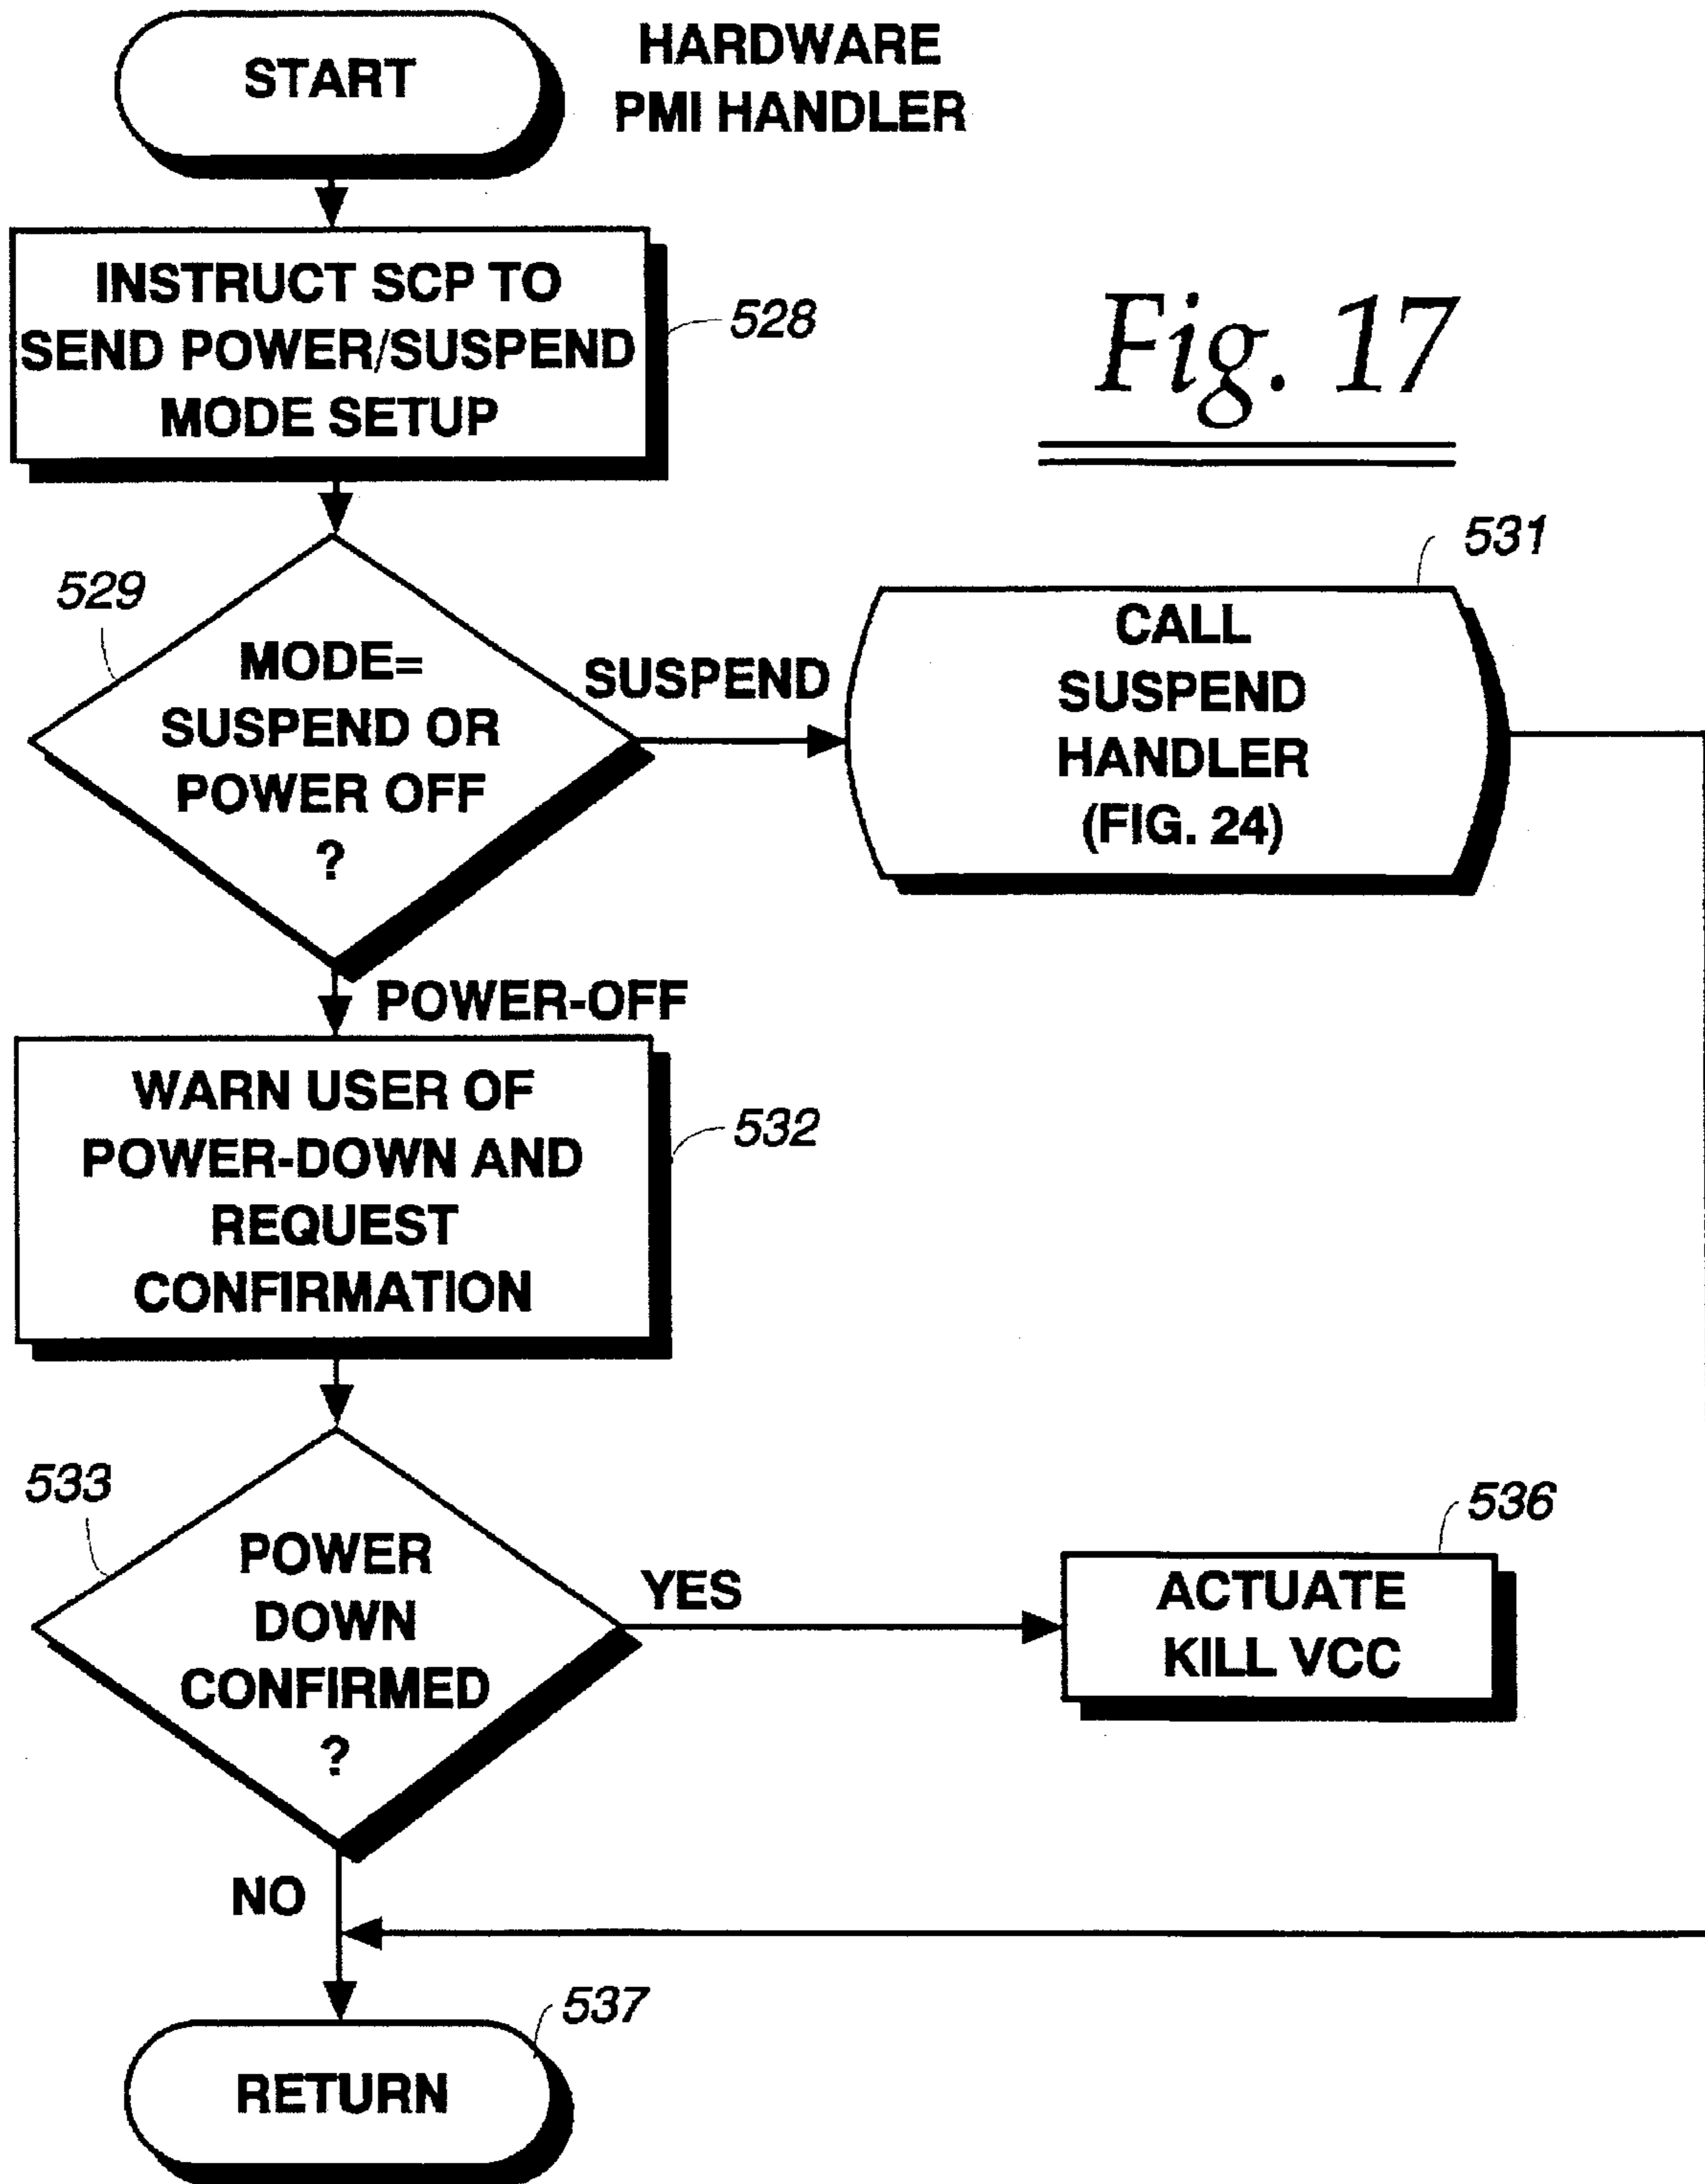 START
HARDWARE
PMI HANDLER
INSTRUCT SCP TO
SEND POWER/SUSPEND
MODE SETUP
528
Fig. 17
529
MODE=
SUSPEND OR
POWER OFF
?
SUSPEND
531
CALL
SUSPEND
HANDLER
(FIG. 24)
POWER-OFF
WARN USER OF
POWER-DOWN AND
REQUEST
CONFIRMATION
532
533
POWER
DOWN
CONFIRMED
?
YES
536
ACTUATE
KILL VCC
NO
537
RETURN